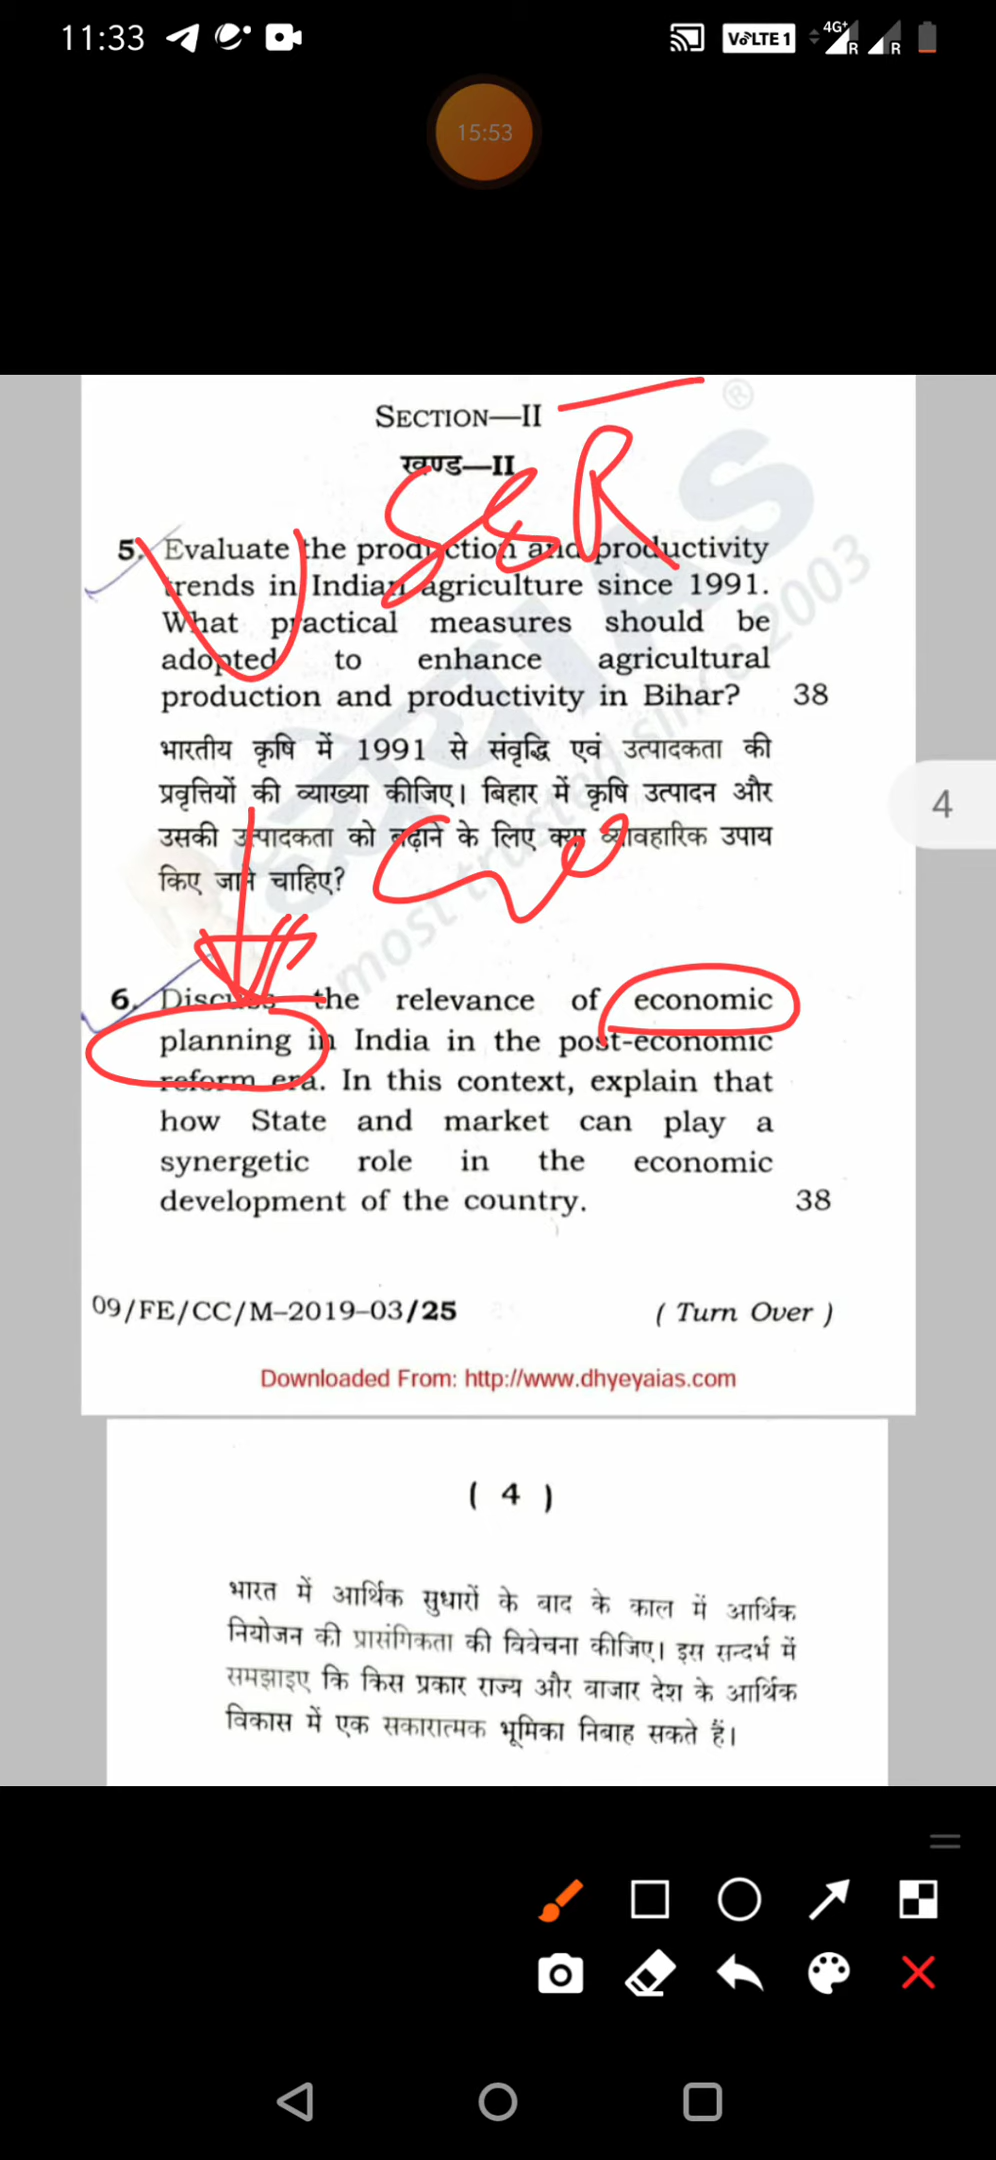 11:33
VoLTE 1
4G+
R
R
15:53
SECTION—II
®
खण्ड—II
S&R
5. Evaluate the production and productivity
trends in Indian agriculture since 1991.
What practical measures should be
adopted to enhance agricultural
production and productivity in Bihar? 38
भारतीय कृषि में 1991 से संवृद्धि एवं उत्पादकता की
प्रवृत्तियों की व्याख्या कीजिए। बिहार में कृषि उत्पादन और
उसकी उत्पादकता को बढ़ाने के लिए क्या व्यावहारिक उपाय
किए जाने चाहिए?
4
most trusted since 2003
6. Discuss the relevance of economic
planning in India in the post-economic
reform era. In this context, explain that
how State and market can play a
synergetic role in the economic
development of the country. 38
09/FE/CC/M–2019–03/25 ( Turn Over )
Downloaded From: http://www.dhyeyaias.com
( 4 )
भारत में आर्थिक सुधारों के बाद के काल में आर्थिक
नियोजन की प्रासंगिकता की विवेचना कीजिए। इस सन्दर्भ में
समझाइए कि किस प्रकार राज्य और बाजार देश के आर्थिक
विकास में एक सकारात्मक भूमिका निबाह सकते हैं।